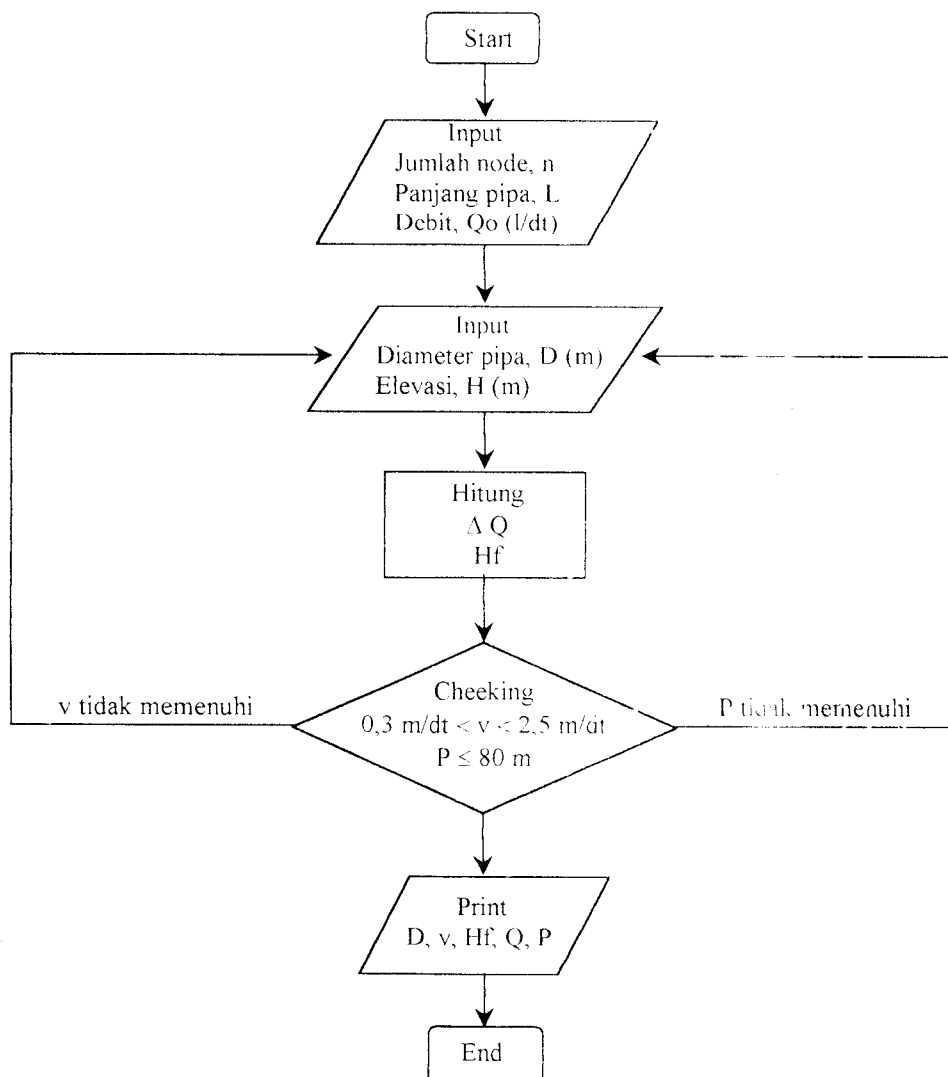 Start
Input
Jumlah node, n
Panjang pipa, L
Debit, Qo (l/dt)
Input
Diameter pipa, D (m)
Elevasi, H (m)
Hitung
Δ Q
Hf
Cheeking
0,3 m/dt < v < 2,5 m/dt
P ≤ 80 m
v tidak memenuhi
P tidak memenuhi
Print
D, v, Hf, Q, P
End